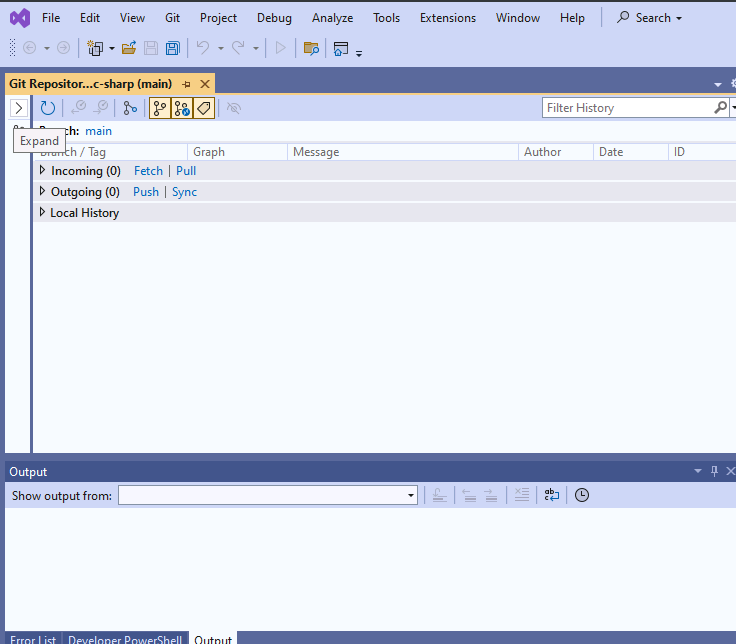 File Edit View Git Project Debug Analyze Tools Extensions Window Help Search
Git Repositor...c-sharp (main)
Filter History
Branch: main
Expand
Branch / Tag Graph Message Author Date ID
Incoming (0) Fetch | Pull
Outgoing (0) Push | Sync
Local History
Output
Show output from:
Error List Developer PowerShell Output